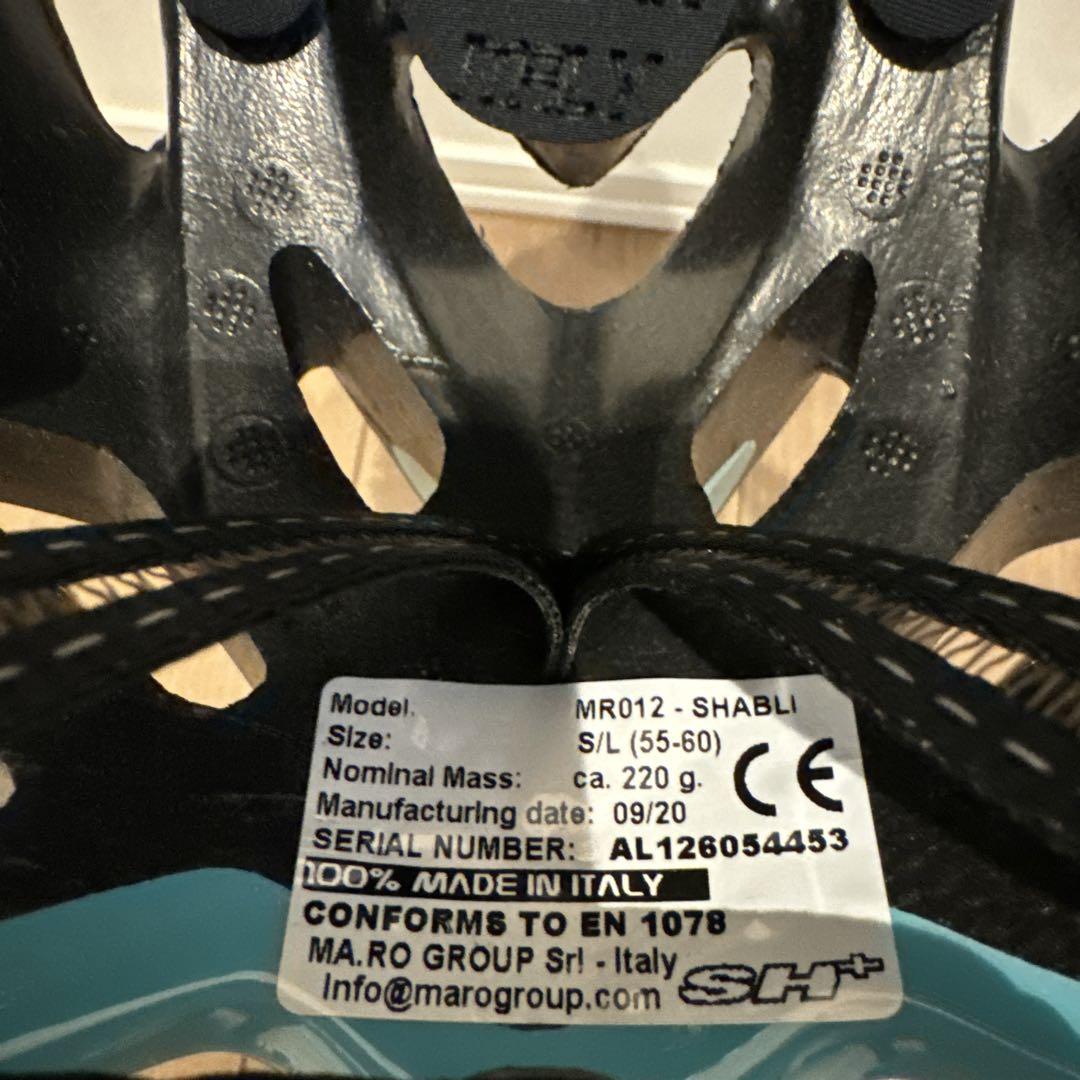 Model. MR012 - SHABLI
Size: S/L (55-60)
Nominal Mass: ca. 220 g.
CE
Manufacturing date: 09/20
SERIAL NUMBER: AL126054453
100% MADE IN ITALY
CONFORMS TO EN 1078
MA.RO GROUP Srl - Italy
Info@marogroup.com
SH+